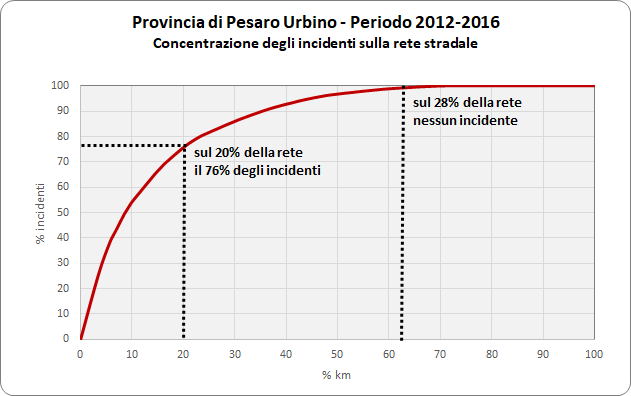 Provincia di Pesaro Urbino - Periodo 2012-2016
Concentrazione degli incidenti sulla rete stradale
100
90
80
70
60
50
40
30
20
10
0
% incidenti
sul 28% della rete
nessun incidente
sul 20% della rete
il 76% degli incidenti
0 10 20 30 40 50 60 70 80 90 100
% km